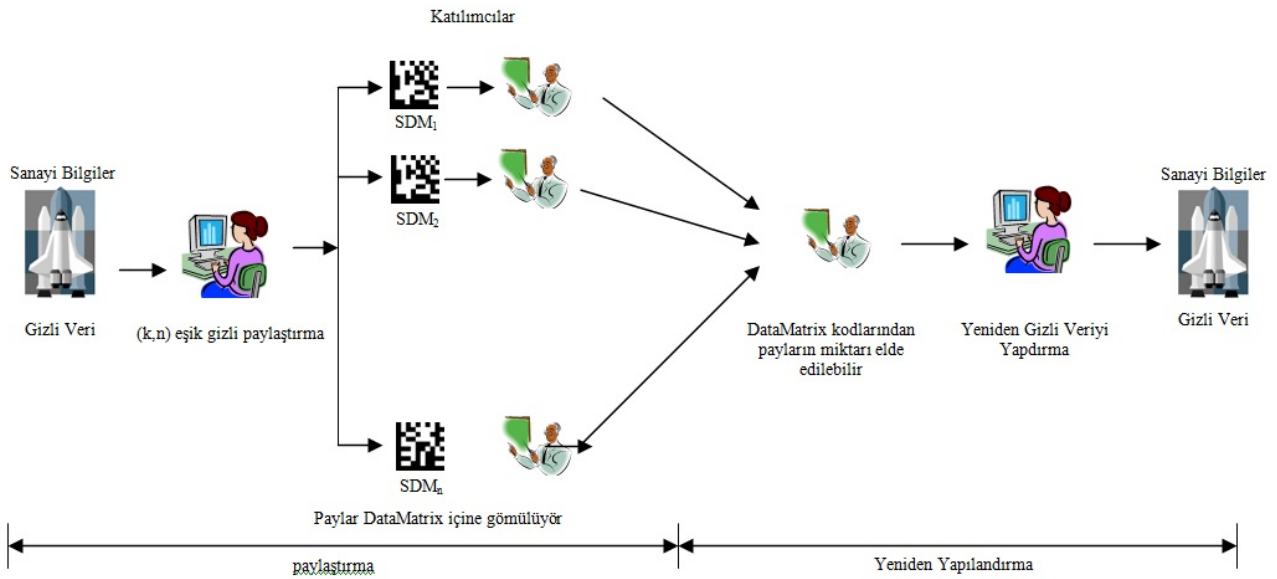 Katılımcılar
SDM1
Sanayi Bilgiler
SDM2
Gizli Veri
(k,n) eşik gizli paylaştırma
DataMatrix kodlarından
payların miktarı elde
edilebilir
Yeniden Gizli Veriyi
Yapdırma
Sanayi Bilgiler
Gizli Veri
SDMn
Paylar DataMatrix içine gömülüyör
paylaştırma
Yeniden Yapılandırma